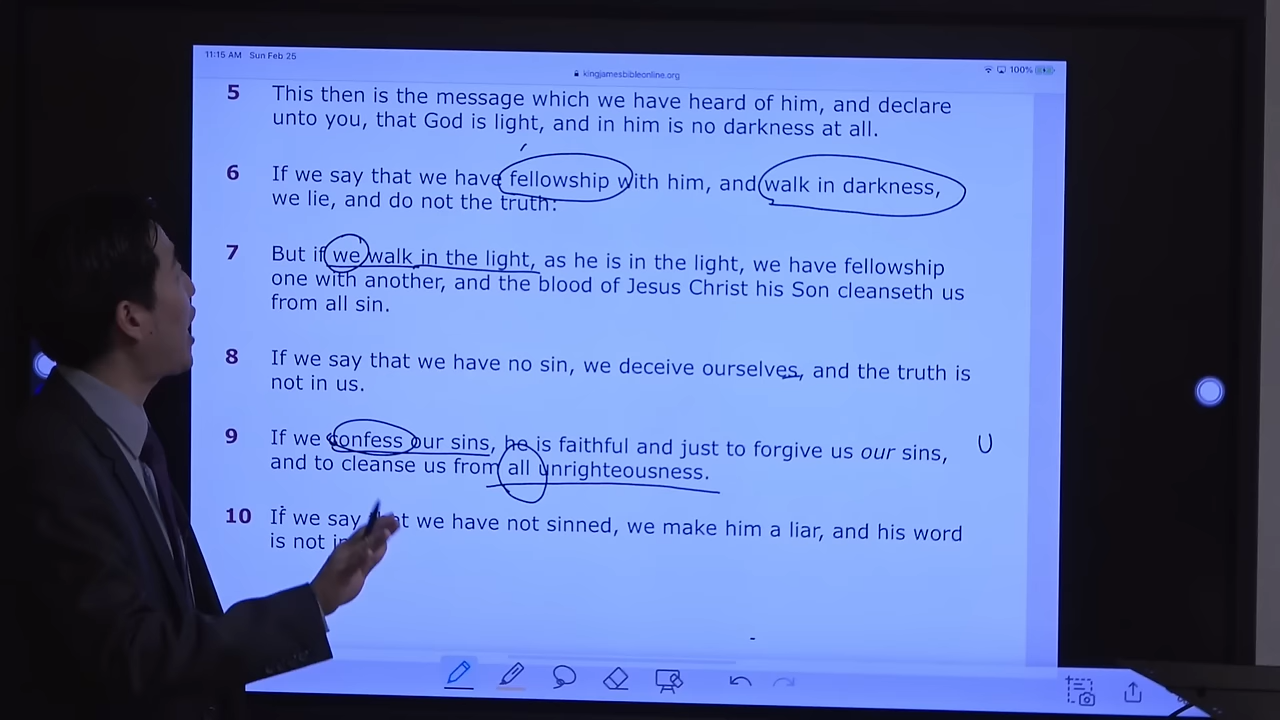 11:15 AM Sun Feb 25
kingjamesbibleonline.org
100%
5 This then is the message which we have heard of him, and declare
unto you, that God is light, and in him is no darkness at all.
6 If we say that we have fellowship with him, and walk in darkness,
we lie, and do not the truth:
7 But if we walk in the light, as he is in the light, we have fellowship
one with another, and the blood of Jesus Christ his Son cleanseth us
from all sin.
8 If we say that we have no sin, we deceive ourselves, and the truth is
not in us.
9 If we confess our sins, he is faithful and just to forgive us our sins,
U
and to cleanse us from all unrighteousness.
10 If we say that we have not sinned, we make him a liar, and his word
is not in